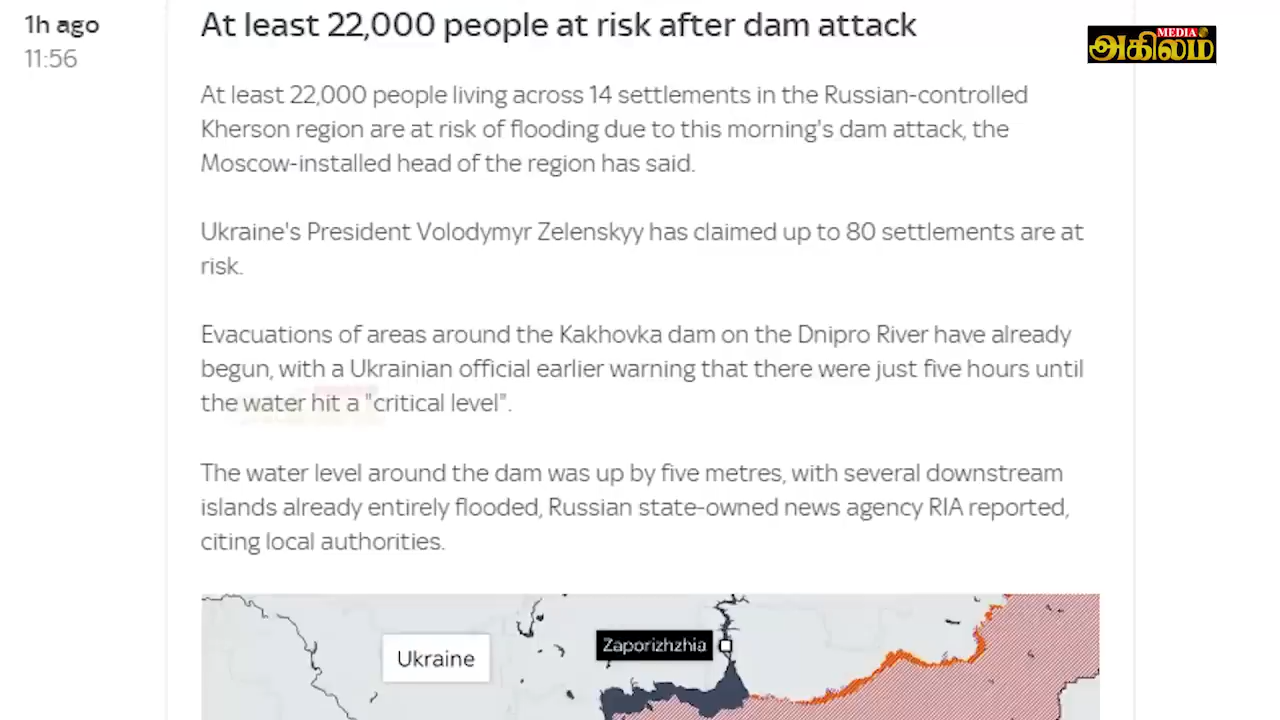 1h ago
11:56
At least 22,000 people at risk after dam attack
MEDIA
அகிலம்
At least 22,000 people living across 14 settlements in the Russian-controlled
Kherson region are at risk of flooding due to this morning's dam attack, the
Moscow-installed head of the region has said.
Ukraine's President Volodymyr Zelenskyy has claimed up to 80 settlements are at
risk.
Evacuations of areas around the Kakhovka dam on the Dnipro River have already
begun, with a Ukrainian official earlier warning that there were just five hours until
the water hit a "critical level".
The water level around the dam was up by five metres, with several downstream
islands already entirely flooded, Russian state-owned news agency RIA reported,
citing local authorities.
Zaporizhzhia
Ukraine